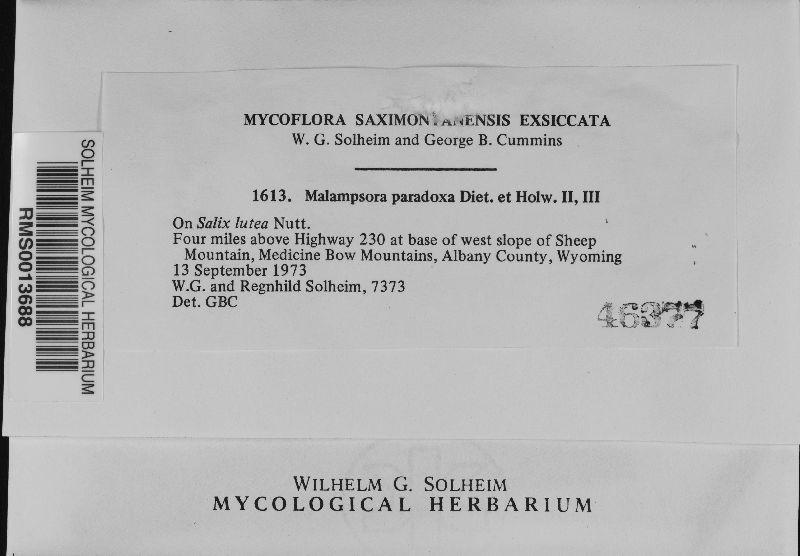 MYCOFLORA SAXIMONTANENSIS EXSICCATA
W. G. Solheim and George B. Cummins
1613. Malampsora paradoxa Diet. et Holw. II, III
On Salix lutea Nutt.
Four miles above Highway 230 at base of west slope of Sheep
Mountain, Medicine Bow Mountains, Albany County, Wyoming
13 September 1973
W.G. and Regnhild Solheim, 7373
Det. GBC
46377
SOLHEIM MYCOLOGICAL HERBARIUM
RMS0013688
WILHELM G. SOLHEIM
MYCOLOGICAL HERBARIUM